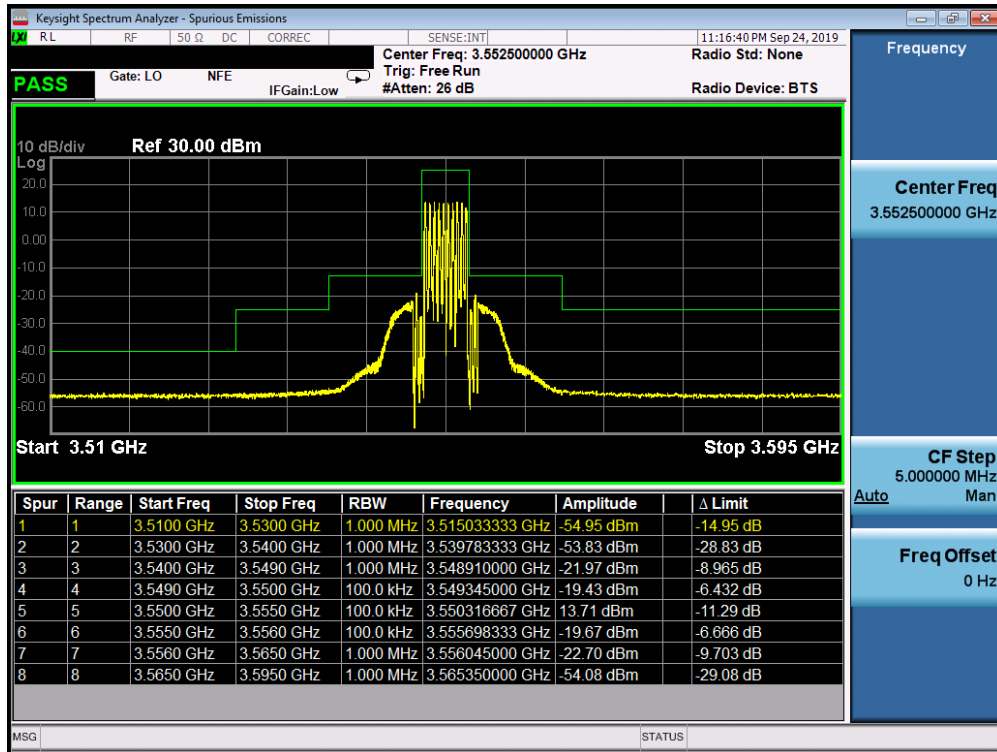 Keysight Spectrum Analyzer - Spurious Emissions
LXI RL RF 50 Ω DC CORREC SENSE:INT 11:16:40 PM Sep 24, 2019
Center Freq: 3.552500000 GHz Radio Std: None
PASS Gate: LO NFE Trig: Free Run
IFGain:Low #Atten: 26 dB Radio Device: BTS
10 dB/div Ref 30.00 dBm
Log
20.0
10.0
0.00
-10.0
-20.0
-30.0
-40.0
-50.0
-60.0
Start 3.51 GHz Stop 3.595 GHz
Spur Range Start Freq Stop Freq RBW Frequency Amplitude Δ Limit
1 1 3.5100 GHz 3.5300 GHz 1.000 MHz 3.515033333 GHz -54.95 dBm -14.95 dB
2 2 3.5300 GHz 3.5400 GHz 1.000 MHz 3.539783333 GHz -53.83 dBm -28.83 dB
3 3 3.5400 GHz 3.5490 GHz 1.000 MHz 3.548910000 GHz -21.97 dBm -8.965 dB
4 4 3.5490 GHz 3.5500 GHz 100.0 kHz 3.549345000 GHz -19.43 dBm -6.432 dB
5 5 3.5500 GHz 3.5550 GHz 100.0 kHz 3.550316667 GHz 13.71 dBm -11.29 dB
6 6 3.5550 GHz 3.5560 GHz 100.0 kHz 3.555698333 GHz -19.67 dBm -6.666 dB
7 7 3.5560 GHz 3.5650 GHz 1.000 MHz 3.556045000 GHz -22.70 dBm -9.703 dB
8 8 3.5650 GHz 3.5950 GHz 1.000 MHz 3.565350000 GHz -54.08 dBm -29.08 dB
MSG STATUS
Frequency
Center Freq
3.552500000 GHz
CF Step
5.000000 MHz
Auto Man
Freq Offset
0 Hz